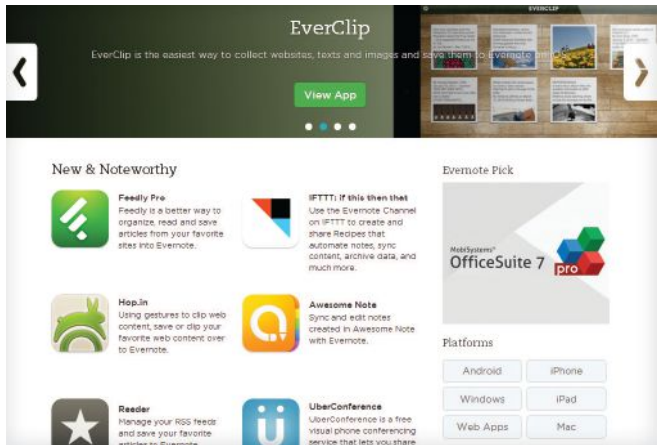 EVERCLIP
EverClip
EverClip is the easiest way to collect websites, texts and images and save them to Evernote
View App
New & Noteworthy
Feedly Pro
Feedly is a better way to
organize, read and save
articles from your favorite
sites into Evernote.
IFTTT: if this then that
Use the Evernote Channel
on IFTTT to create and
share Recipes that
automate notes, sync
content, archive data, and
much more.
Hop.in
Using gestures to clip web
content, save or clip your
favorite web content over
to Evernote.
Awesome Note
Sync and edit notes
created in Awesome Note
with Evernote.
Reeder
Manage your RSS feeds
and save your favorite
articles to Evernote
UberConference
UberConference is a free
visual phone conferencing
service that lets you share
Evernote Pick
MobiSystems®
OfficeSuite 7
pro
Platforms
Android
iPhone
Windows
iPad
Web Apps
Mac